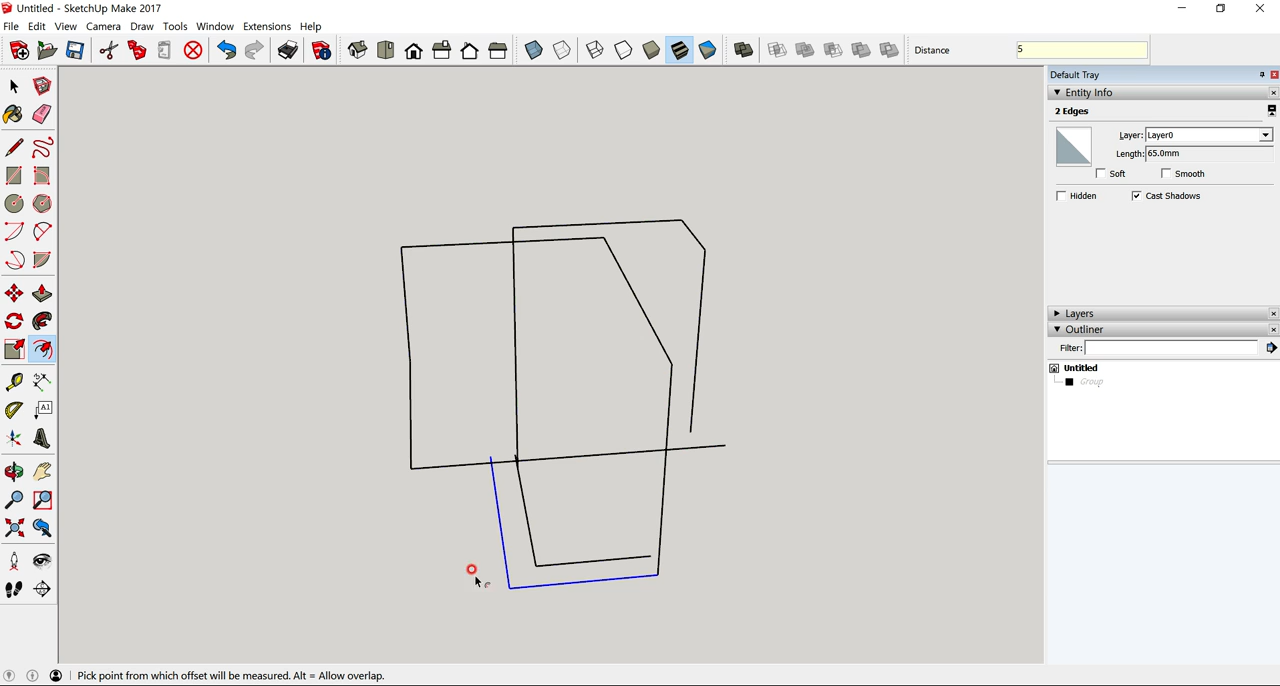 Untitled - SketchUp Make 2017
File Edit View Camera Draw Tools Window Extensions Help
Distance 5
Default Tray
Entity Info
2 Edges
Layer: Layer0
Length: 65.0mm
Soft Smooth
Hidden Cast Shadows
Layers
Outliner
Filter:
Untitled
Group
A1
Pick point from which offset will be measured. Alt = Allow overlap.